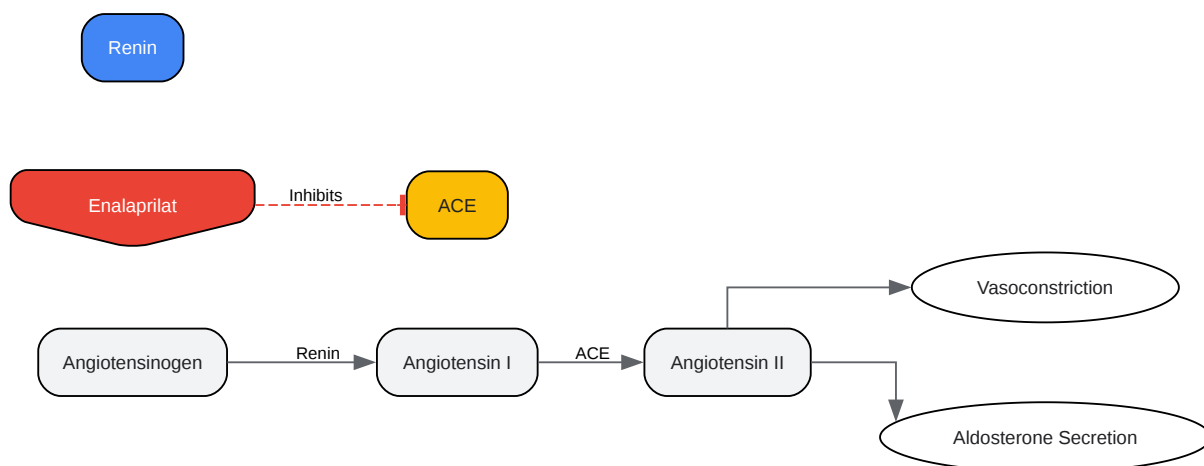 Renin
Enalaprilat
Inhibits
ACE
Vasoconstriction
Angiotensinogen
Renin
Angiotensin I
ACE
Angiotensin II
Aldosterone Secretion